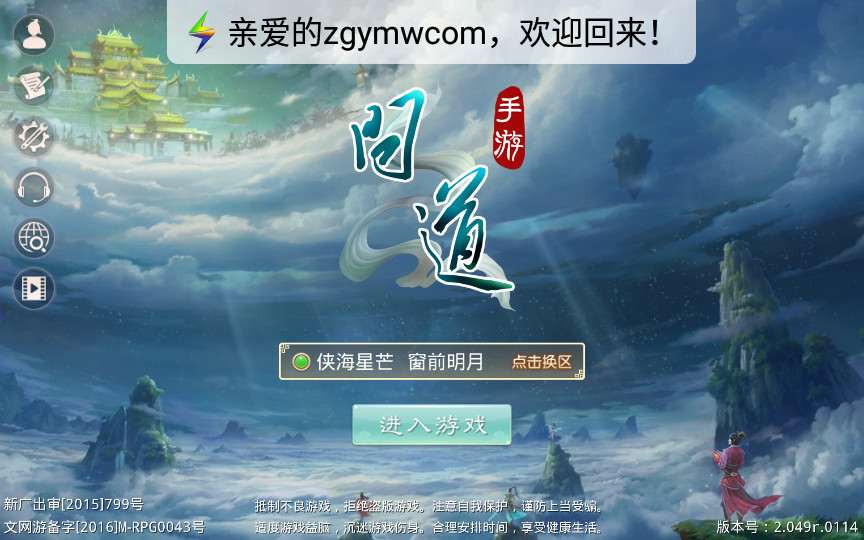 亲爱的zgymwcom，欢迎回来！
问道
手游
侠海星芒 窗前明月 点击换区
进入游戏
新广出审[2015]799号
文网游备字[2016]M-RPG0043号
抵制不良游戏，拒绝盗版游戏。注意自我保护，谨防上当受骗。
适度游戏益脑，沉迷游戏伤身。合理安排时间，享受健康生活。
版本号：2.049r.0114